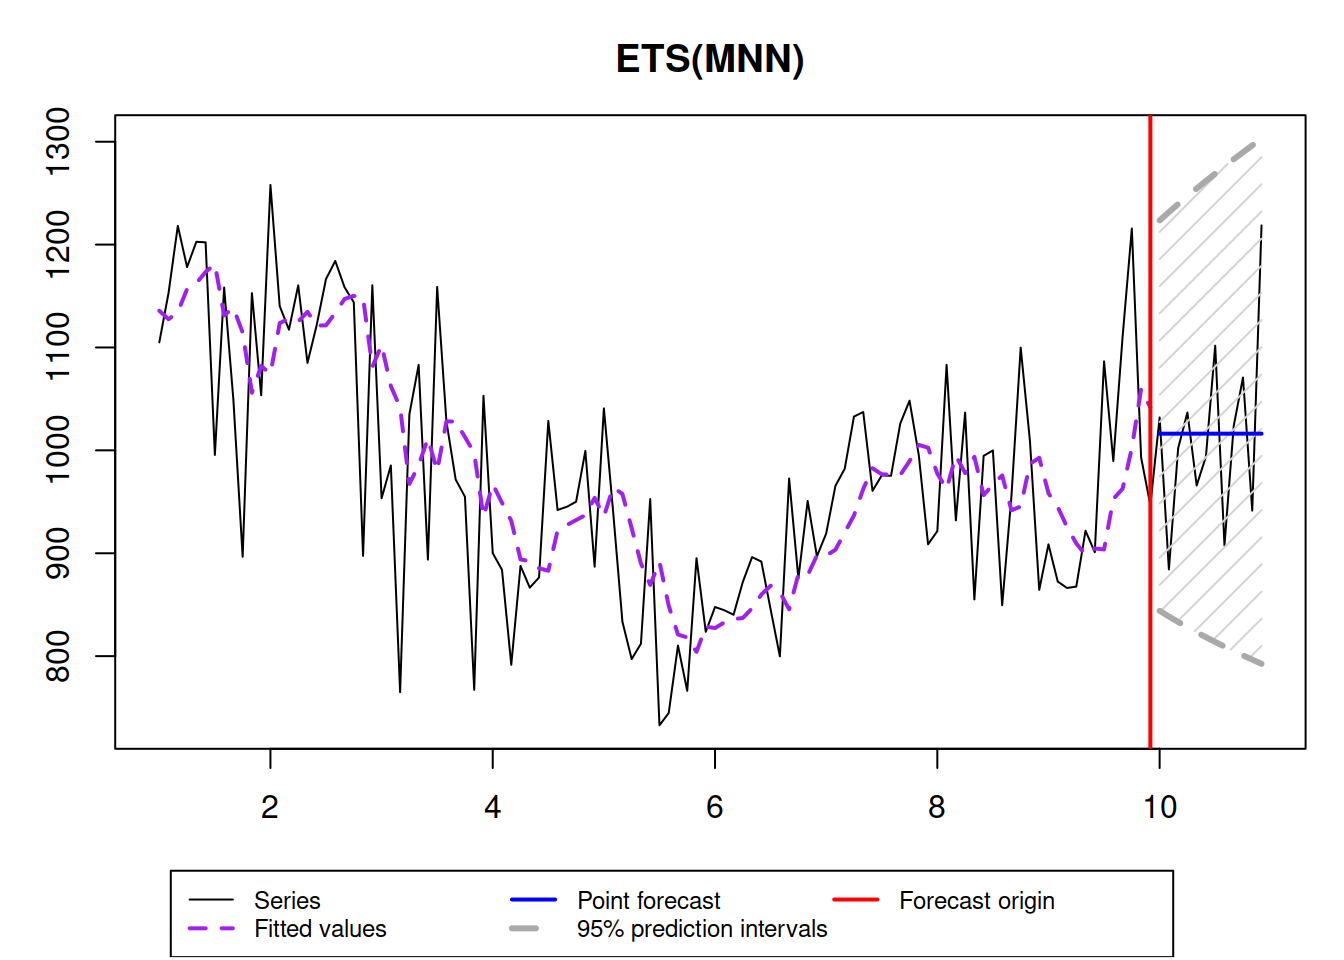 ETS(MNN)
1300
1200
1100
1000
900
800
2 4 6 8 10
Series Point forecast Forecast origin
Fitted values 95% prediction intervals